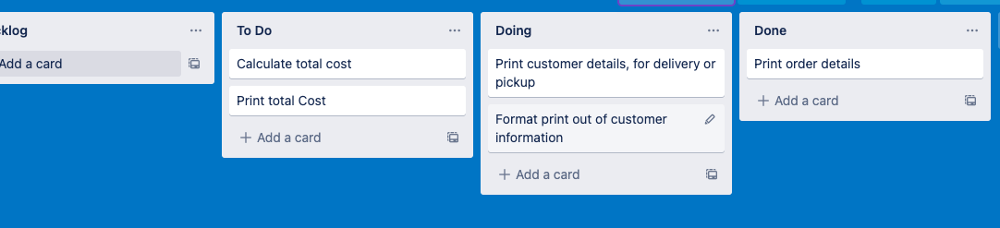 cklog
Add a card
To Do
Calculate total cost
Print total Cost
Add a card
Doing
Print customer details, for delivery or
pickup
Format print out of customer
information
Add a card
Done
Print order details
Add a card